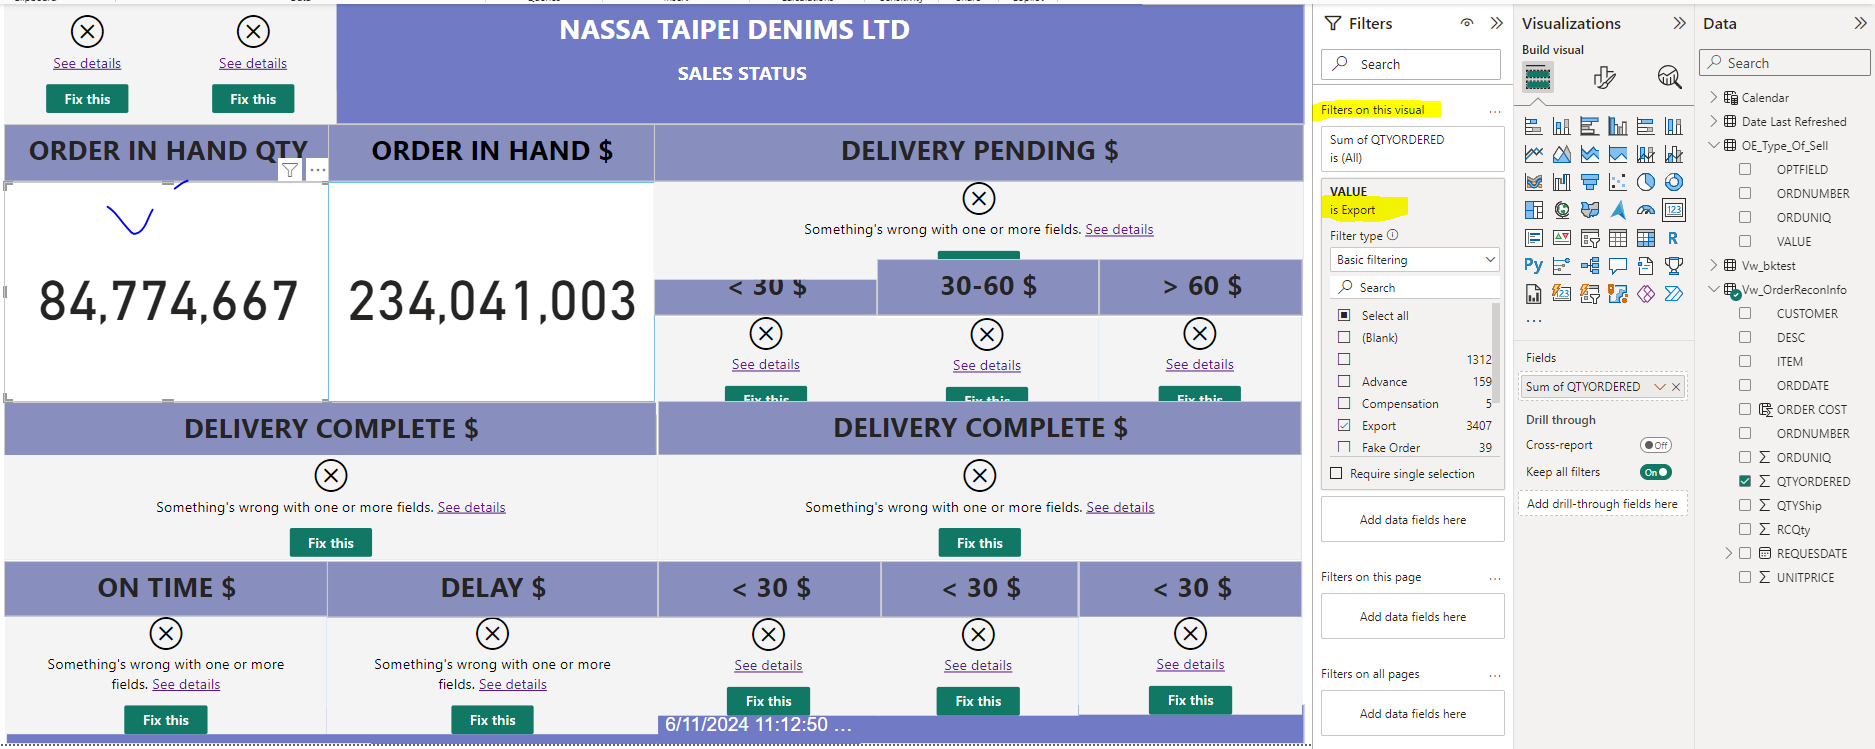 NASSA TAIPEI DENIMS LTD
SALES STATUS
See details
See details
Fix this
Fix this
ORDER IN HAND QTY
ORDER IN HAND $
DELIVERY PENDING $
84,774,667
234,041,003
Something's wrong with one or more fields. See details
< 30 $
30-60 $
> 60 $
See details
See details
See details
Fix this
Fix this
Fix this
DELIVERY COMPLETE $
DELIVERY COMPLETE $
Something's wrong with one or more fields. See details
Something's wrong with one or more fields. See details
Fix this
Fix this
ON TIME $
DELAY $
< 30 $
< 30 $
< 30 $
Something's wrong with one or more
fields. See details
Something's wrong with one or more
fields. See details
See details
See details
See details
Fix this
Fix this
Fix this
Fix this
Fix this
6/11/2024 11:12:50 ...
Filters
Search
Filters on this visual
...
Sum of QTYORDERED
is (All)
VALUE
is Export
Filter type
Basic filtering
Search
Select all
(Blank)
1312
Advance 159
Compensation 5
Export 3407
Fake Order 39
Require single selection
Add data fields here
Filters on this page
...
Add data fields here
Filters on all pages
...
Add data fields here
Visualizations
Build visual
123
R
Py
...
Fields
Sum of QTYORDERED
Drill through
Cross-report
Off
Keep all filters
On
Add drill-through fields here
Data
Search
Calendar
Date Last Refreshed
OE_Type_Of_Sell
OPTFIELD
ORDNUMBER
ORDUNIQ
VALUE
Vw_bktest
Vw_OrderReconInfo
CUSTOMER
DESC
ITEM
ORDDATE
ORDER COST
ORDNUMBER
ORDUNIQ
QTYORDERED
QTYShip
RCQty
REQUESDATE
UNITPRICE